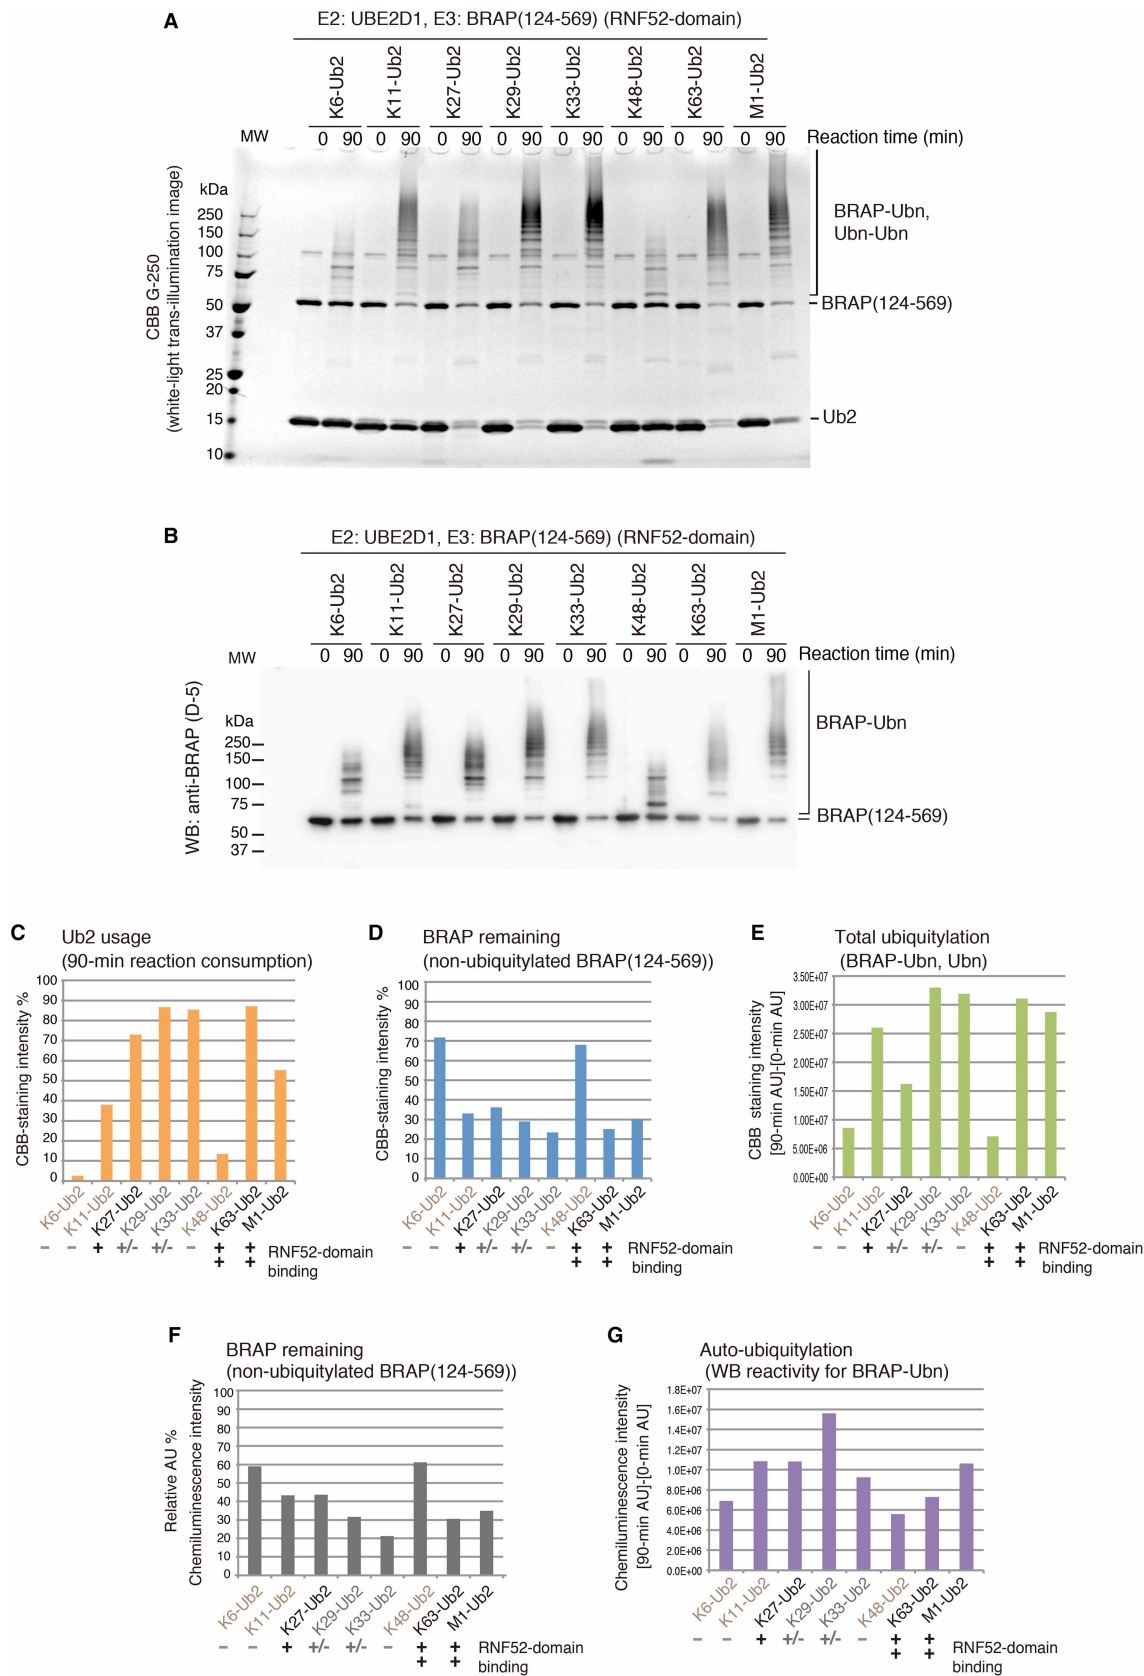 A
E2: UBE2D1, E3: BRAP(124-569) (RNF52-domain)
K6-Ub2 K11-Ub2 K27-Ub2 K29-Ub2 K33-Ub2 K48-Ub2 K63-Ub2 M1-Ub2
MW 0 90 0 90 0 90 0 90 0 90 0 90 0 90 0 90 Reaction time (min)
CBB G-250
(white-light trans-illumination image)
kDa
250
150
100
75
50
37
25
20
15
10
BRAP-Ubn,
Ubn-Ubn
BRAP(124-569)
Ub2
B
E2: UBE2D1, E3: BRAP(124-569) (RNF52-domain)
K6-Ub2 K11-Ub2 K27-Ub2 K29-Ub2 K33-Ub2 K48-Ub2 K63-Ub2 M1-Ub2
MW 0 90 0 90 0 90 0 90 0 90 0 90 0 90 0 90 Reaction time (min)
WB: anti-BRAP (D-5)
kDa
250
150
100
75
50
37
BRAP-Ubn
BRAP(124-569)
C
Ub2 usage
(90-min reaction consumption)
CBB-staining intensity %
100
90
80
70
60
50
40
30
20
10
0
K6-Ub2 K11-Ub2 K27-Ub2 K29-Ub2 K33-Ub2 K48-Ub2 K63-Ub2 M1-Ub2
− − + +/- +/- − + + RNF52-domain
+ + binding
D
BRAP remaining
(non-ubiquitylated BRAP(124-569))
CBB-staining intensity %
100
90
80
70
60
50
40
30
20
10
0
K6-Ub2 K11-Ub2 K27-Ub2 K29-Ub2 K33-Ub2 K48-Ub2 K63-Ub2 M1-Ub2
− − + +/- +/- − + + RNF52-domain
+ + binding
E
Total ubiquitylation
(BRAP-Ubn, Ubn)
CBB staining intensity
[90-min AU]-[0-min AU]
3.50E+07
3.00E+07
2.50E+07
2.00E+07
1.50E+07
1.00E+07
5.00E+06
0.00E+00
K6-Ub2 K11-Ub2 K27-Ub2 K29-Ub2 K33-Ub2 K48-Ub2 K63-Ub2 M1-Ub2
− − + +/- +/- − + + RNF52-domain
+ + binding
F
BRAP remaining
(non-ubiquitylated BRAP(124-569))
Relative AU %
Chemiluminescence intensity
100
90
80
70
60
50
40
30
20
10
0
K6-Ub2 K11-Ub2 K27-Ub2 K29-Ub2 K33-Ub2 K48-Ub2 K63-Ub2 M1-Ub2
− − + +/- +/- − + + RNF52-domain
+ + binding
G
Auto-ubiquitylation
(WB reactivity for BRAP-Ubn)
Chemiluminescence intensity
[90-min AU]-[0-min AU]
1.8E+07
1.6E+07
1.4E+07
1.2E+07
1.0E+07
8.0E+06
6.0E+06
4.0E+06
2.0E+06
0.0E+00
K6-Ub2 K11-Ub2 K27-Ub2 K29-Ub2 K33-Ub2 K48-Ub2 K63-Ub2 M1-Ub2
− − + +/- +/- − + + RNF52-domain
+ + binding